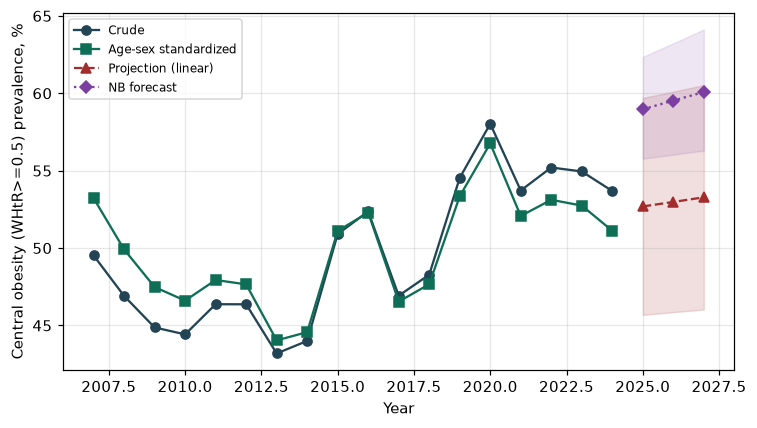 Central obesity (WHtR>=0.5) prevalence, %
65
60
55
50
45
Crude
Age-sex standardized
Projection (linear)
NB forecast
2007.5 2010.0 2012.5 2015.0 2017.5 2020.0 2022.5 2025.0 2027.5
Year